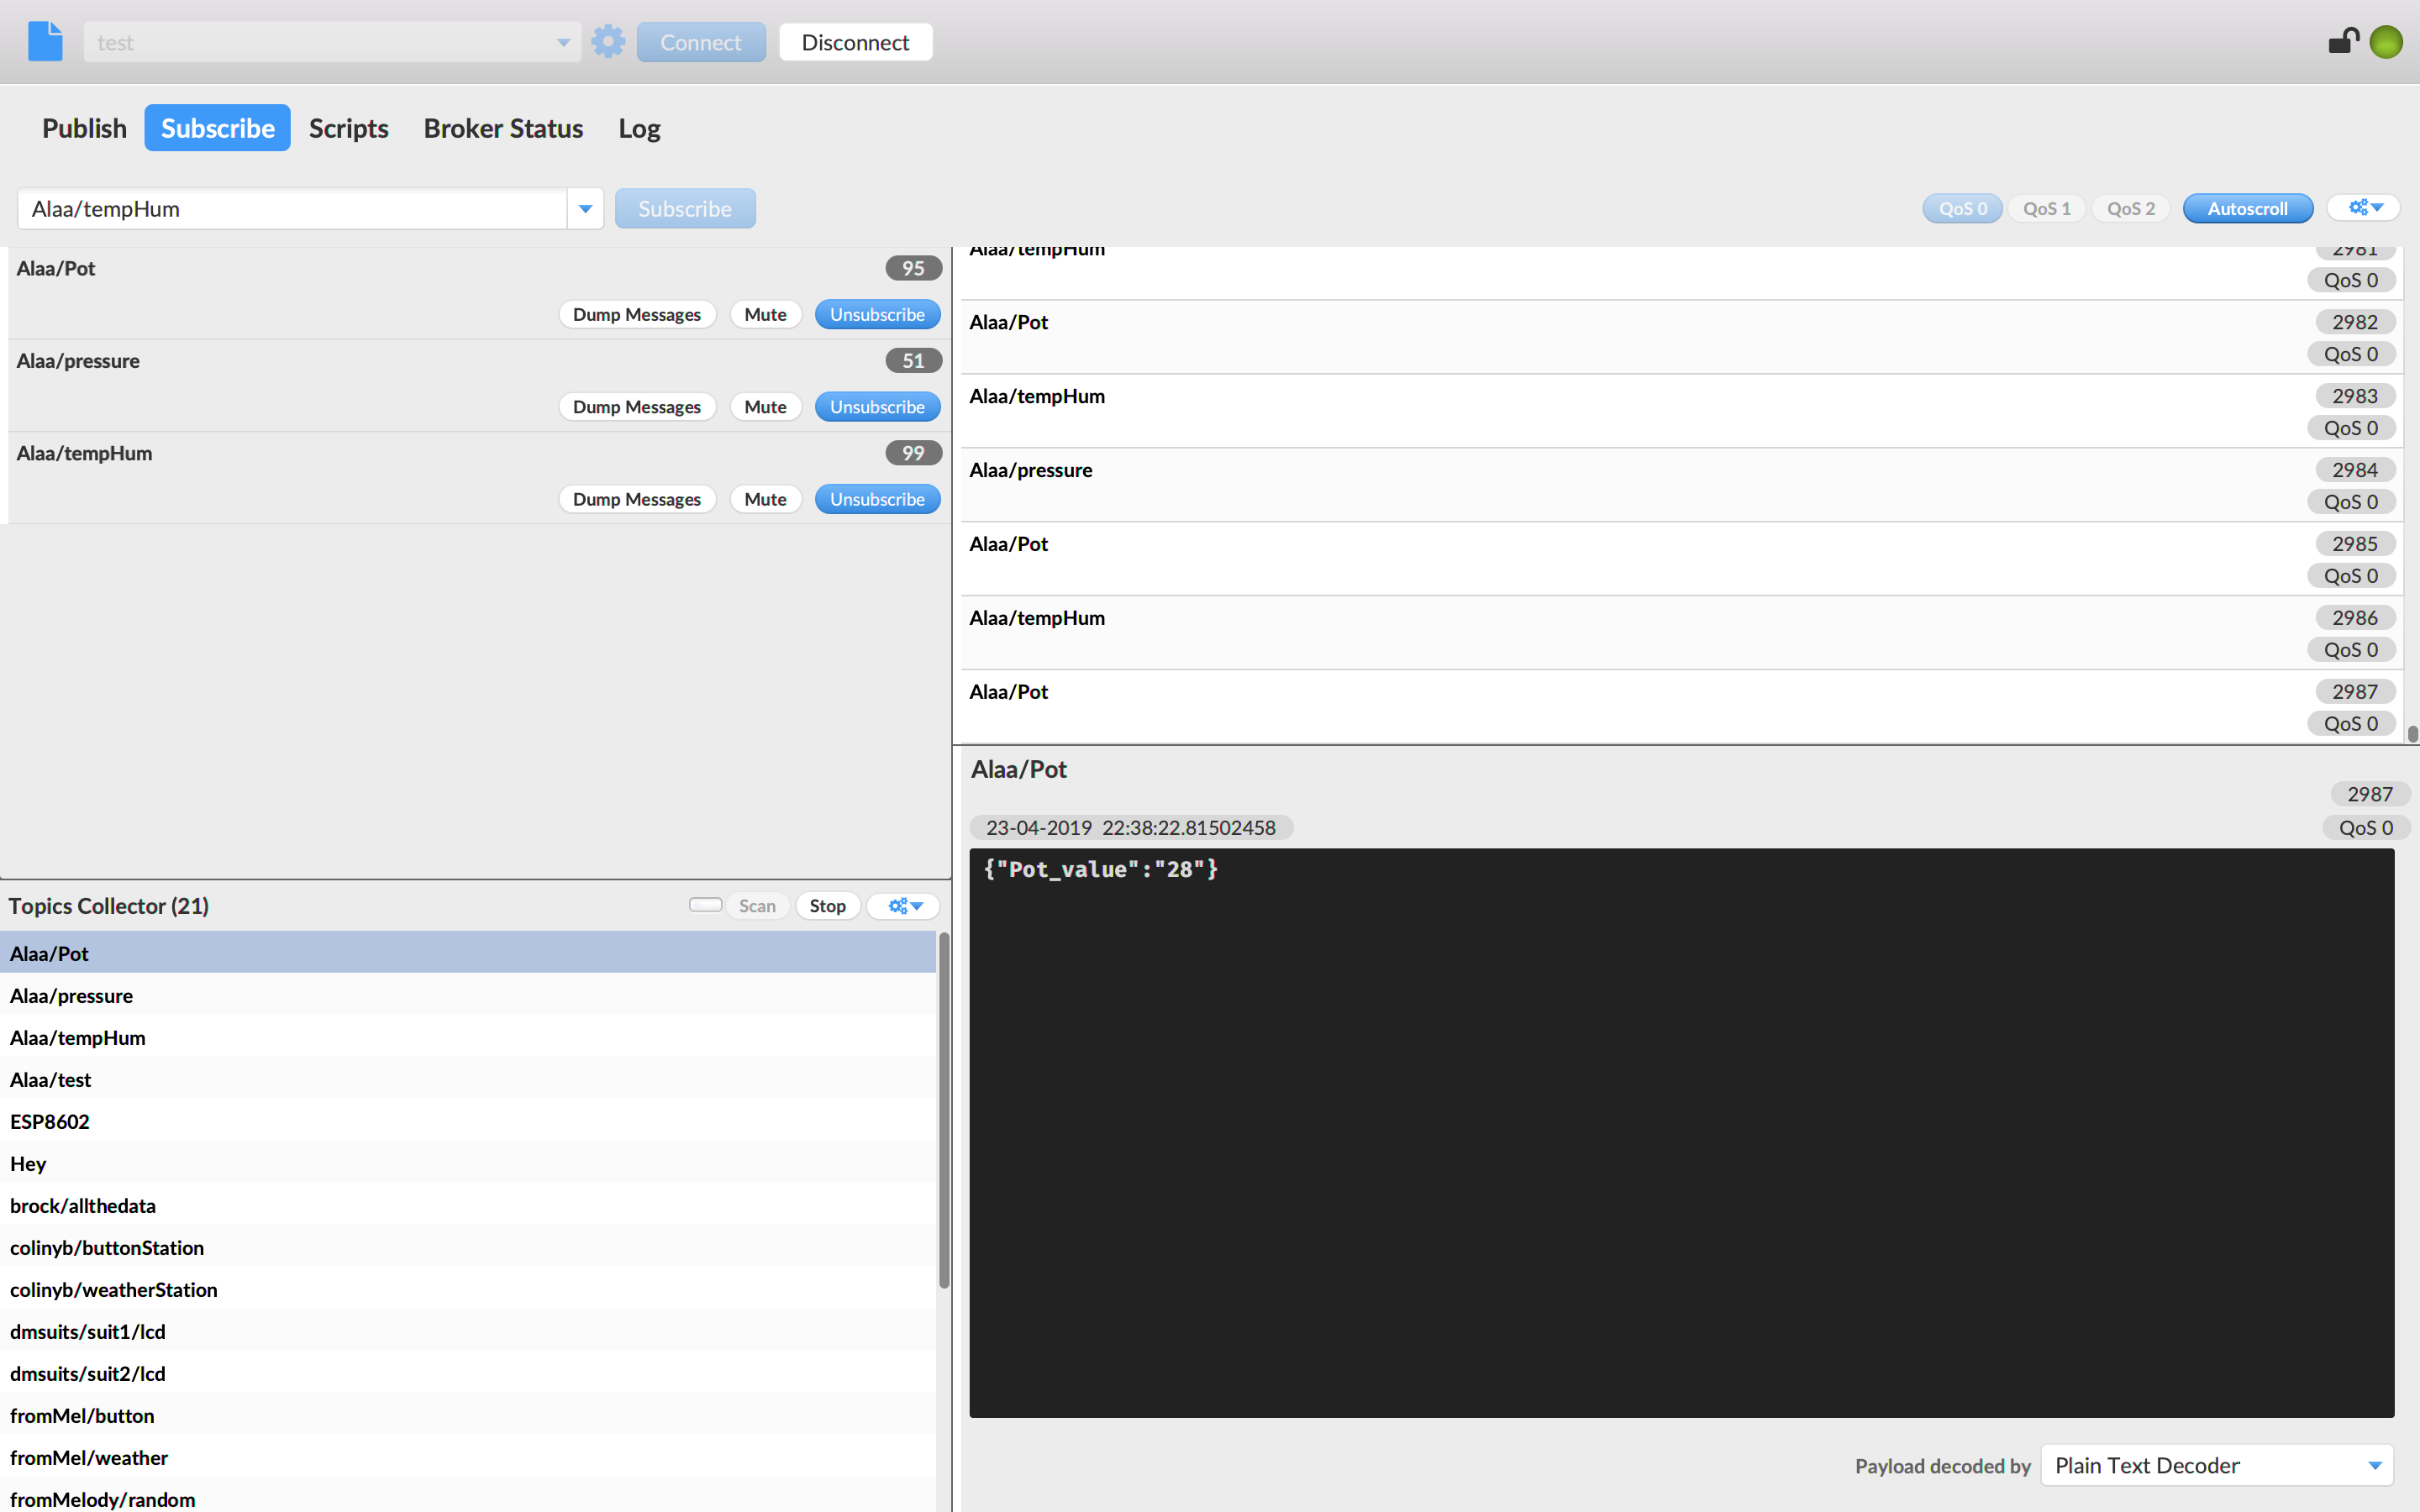 test
Connect
Disconnect
Publish
Subscribe
Scripts
Broker Status
Log
Alaa/tempHum
Subscribe
QoS 0
QoS 1
QoS 2
Autoscroll
Alaa/Pot
95
Dump Messages
Mute
Unsubscribe
Alaa/pressure
51
Dump Messages
Mute
Unsubscribe
Alaa/tempHum
99
Dump Messages
Mute
Unsubscribe
Alaa/tempHum
2981
QoS 0
Alaa/Pot
2982
QoS 0
Alaa/tempHum
2983
QoS 0
Alaa/pressure
2984
QoS 0
Alaa/Pot
2985
QoS 0
Alaa/tempHum
2986
QoS 0
Alaa/Pot
2987
QoS 0
Alaa/Pot
2987
23-04-2019 22:38:22.81502458
QoS 0
{"Pot_value":"28"}
Topics Collector (21)
Scan
Stop
Alaa/Pot
Alaa/pressure
Alaa/tempHum
Alaa/test
ESP8602
Hey
brock/allthedata
colinyb/buttonStation
colinyb/weatherStation
dmsuits/suit1/lcd
dmsuits/suit2/lcd
fromMel/button
fromMel/weather
fromMelody/random
Payload decoded by
Plain Text Decoder